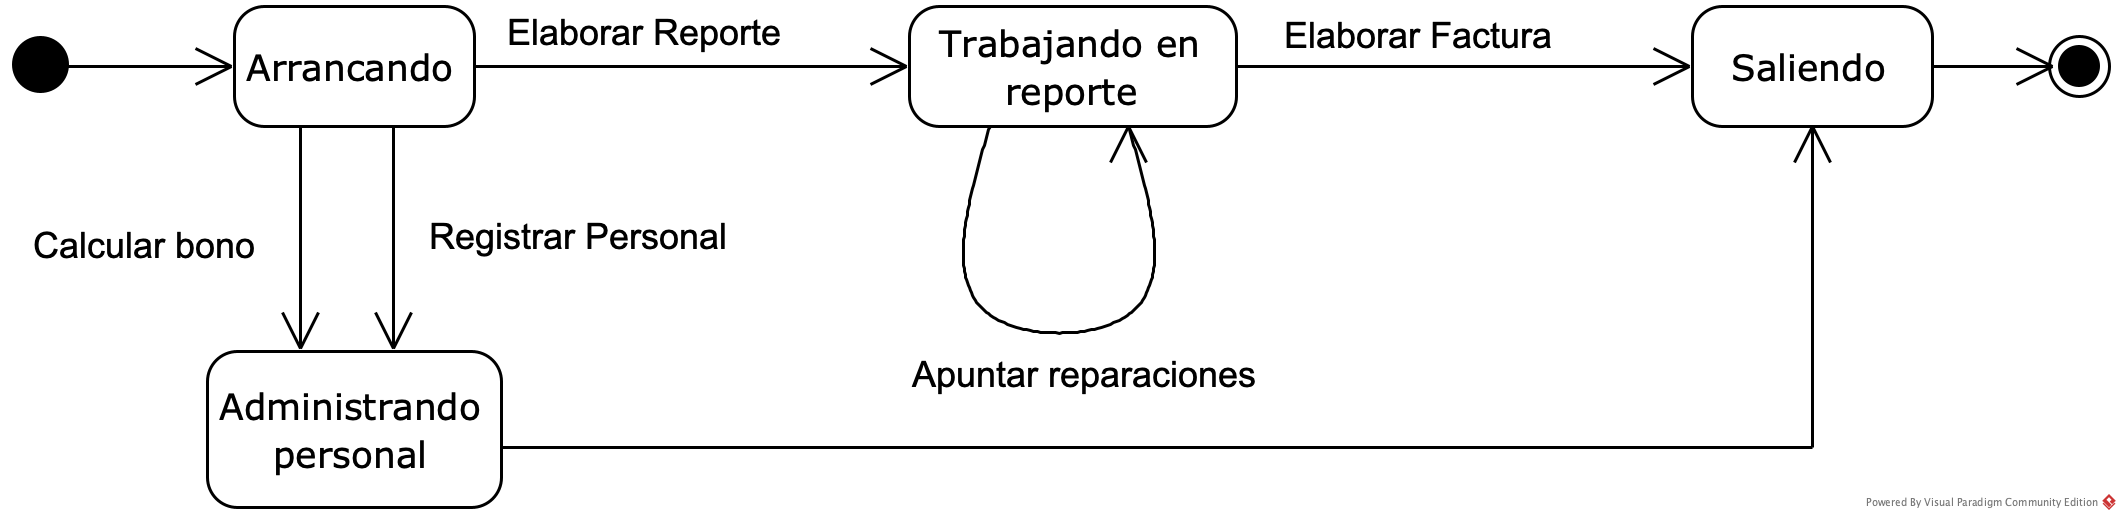 Elaborar Reporte
Elaborar Factura
Arrancando
Trabajando en
reporte
Saliendo
Calcular bono
Registrar Personal
Apuntar reparaciones
Administrando
personal
Powered By Visual Paradigm Community Edition